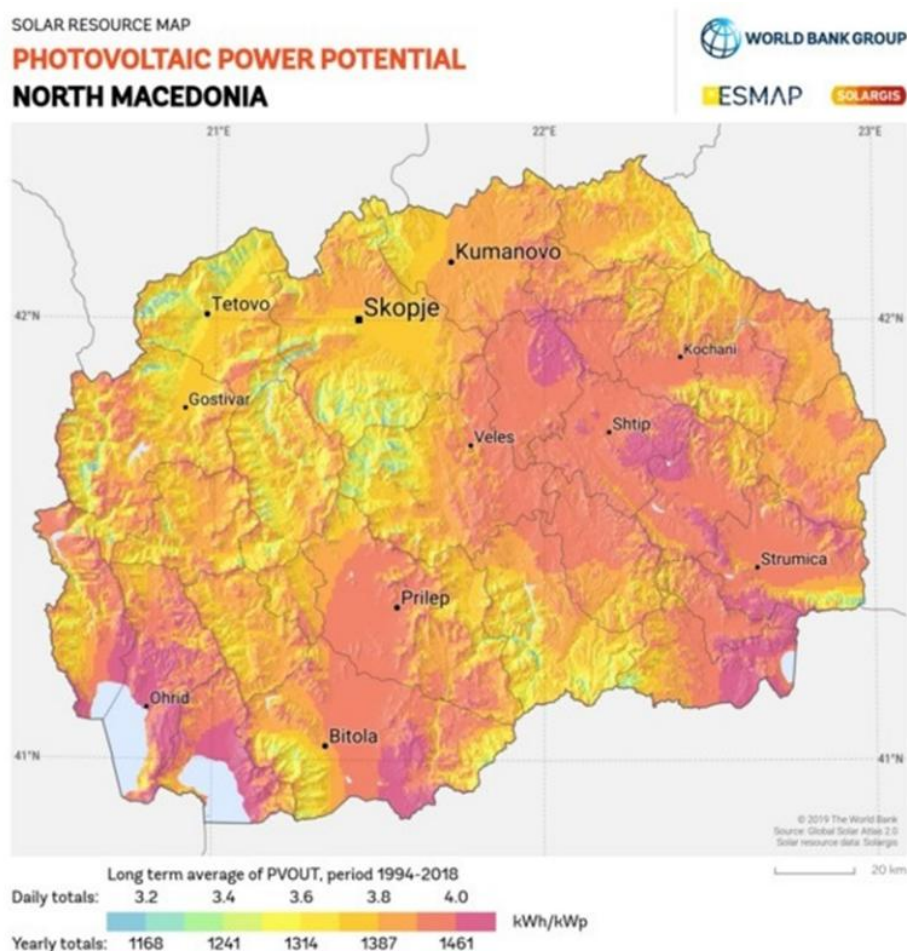 SOLAR RESOURCE MAP
PHOTOVOLTAIC POWER POTENTIAL
NORTH MACEDONIA
WORLD BANK GROUP
ESMAP
SOLARGIS
21°E
22°E
23°E
Kumanovo
Tetovo
Skopje
42°N
42°N
Kochani
Gostivar
Shtip
Veles
Strumica
Prilep
Ohrid
Bitola
41°N
41°N
© 2019 The World Bank
Source: Global Solar Atlas 2.0
Solar resource data: Solargis
20 km
Long term average of PVOUT, period 1994-2018
Daily totals: 3.2 3.4 3.6 3.8 4.0
kWh/kWp
Yearly totals: 1168 1241 1314 1387 1461